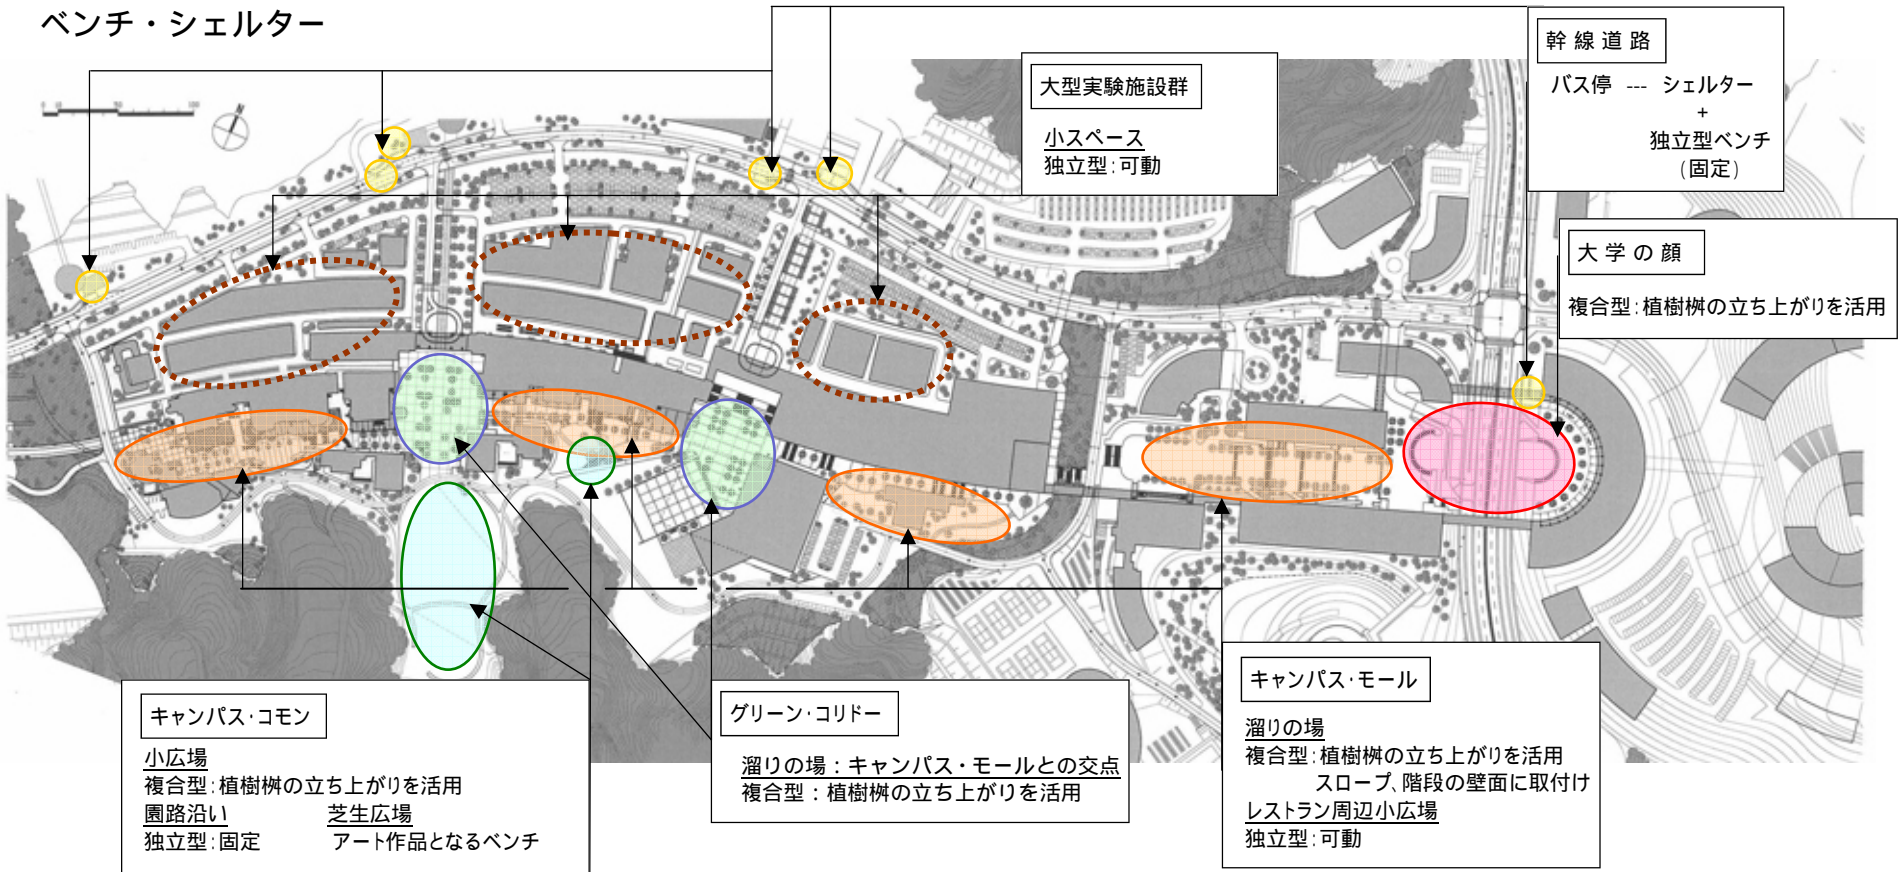 ベンチ・シェルター
0 10 50 100
N
幹線道路
バス停 --- シェルター
+
独立型ベンチ
(固定)
大型実験施設群
小スペース
独立型:可動
大学の顔
複合型:植樹桝の立ち上がりを活用
キャンパス・コモン
小広場
複合型:植樹桝の立ち上がりを活用
園路沿い 芝生広場
独立型:固定 アート作品となるベンチ
グリーン・コリドー
溜りの場:キャンパス・モールとの交点
複合型:植樹桝の立ち上がりを活用
キャンパス・モール
溜りの場
複合型:植樹桝の立ち上がりを活用
スロープ、階段の壁面に取付け
レストラン周辺小広場
独立型:可動